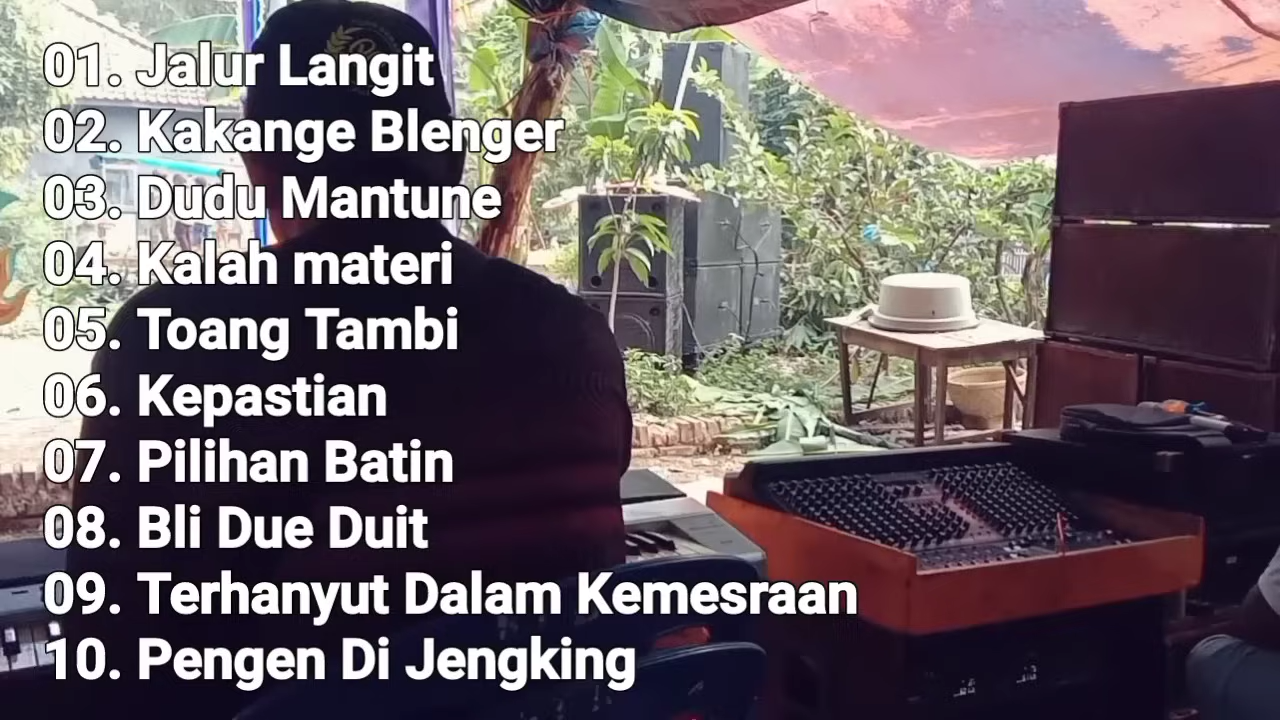 01. Jalur Langit
02. Kakange Blenger
03. Dudu Mantune
04. Kalah materi
05. Toang Tambi
06. Kepastian
07. Pilihan Batin
08. Bli Due Duit
09. Terhanyut Dalam Kemesraan
10. Pengen Di Jengking